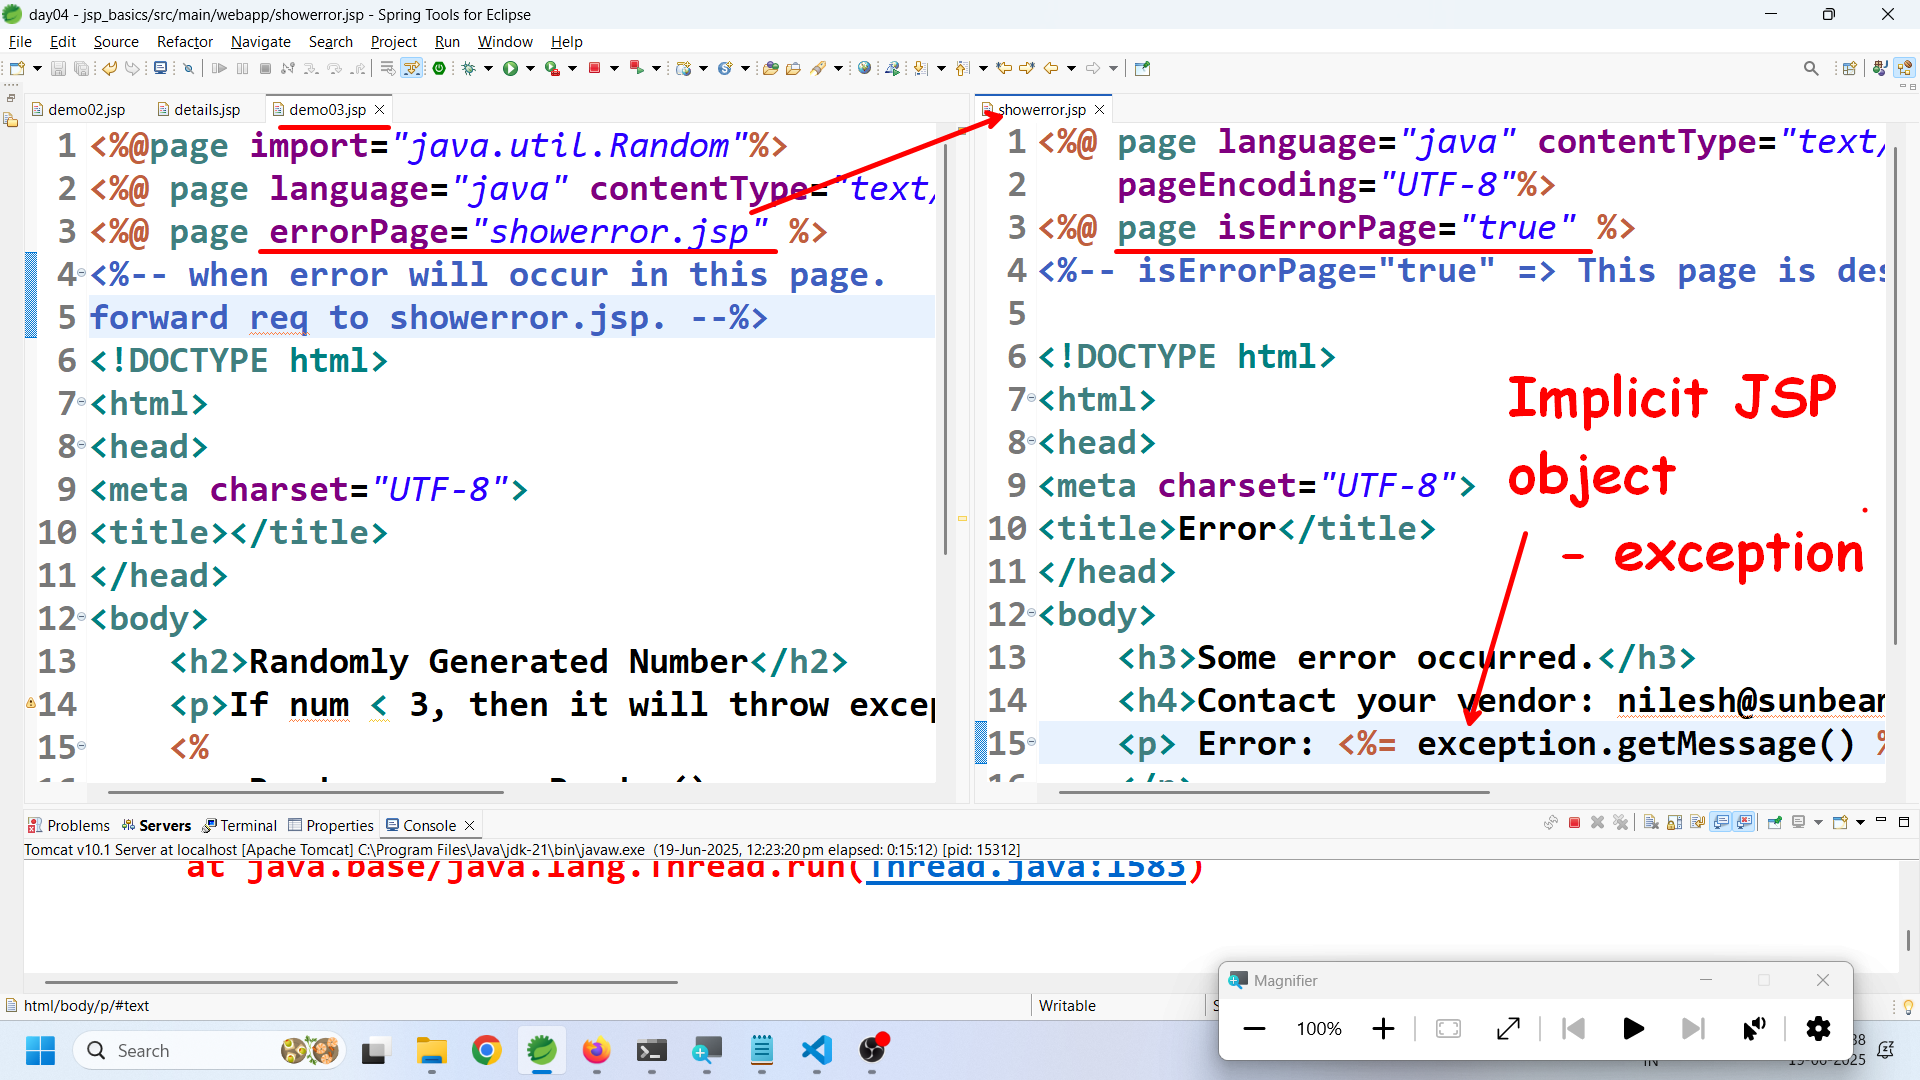 day04 - jsp_basics/src/main/webapp/showerror.jsp - Spring Tools for Eclipse
File Edit Source Refactor Navigate Search Project Run Window Help
demo02.jsp details.jsp demo03.jsp
1 <%@page import="java.util.Random"%>
2 <%@ page language="java" contentType="text/
3 <%@ page errorPage="showerror.jsp" %>
4 <%-- when error will occur in this page.
5 forward req to showerror.jsp. --%>
6 <!DOCTYPE html>
7 <html>
8 <head>
9 <meta charset="UTF-8">
10 <title></title>
11 </head>
12 <body>
13 <h2>Randomly Generated Number</h2>
14 <p>If num < 3, then it will throw excep
15 <%
showerror.jsp
1 <%@ page language="java" contentType="text/
2 pageEncoding="UTF-8"%>
3 <%@ page isErrorPage="true" %>
4 <%-- isErrorPage="true" => This page is des
5
6 <!DOCTYPE html>
7 <html>
8 <head>
9 <meta charset="UTF-8">
10 <title>Error</title>
11 </head>
12 <body>
13 <h3>Some error occurred.</h3>
14 <h4>Contact your vendor: nilesh@sunbeam
15 <p> Error: <%= exception.getMessage() %
16
Implicit JSP
object
- exception
Problems Servers Terminal Properties Console
Tomcat v10.1 Server at localhost [Apache Tomcat] C:\Program Files\Java\jdk-21\bin\javaw.exe (19-Jun-2025, 12:23:20 pm elapsed: 0:15:12) [pid: 15312]
at java.base/java.lang.Thread.run(Thread.java:1583)
html/body/p/#text
Writable
Magnifier
100%
Search